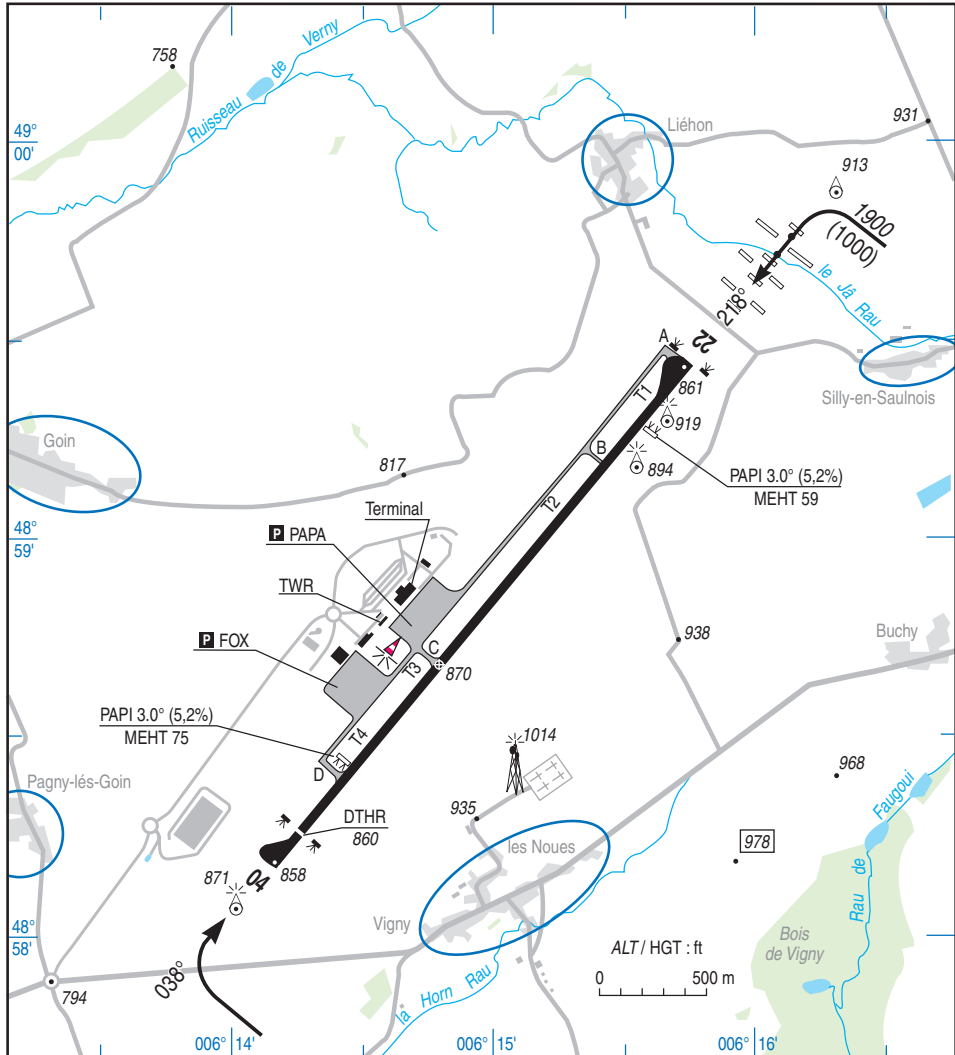 758
Ruisseau de Verny
49°
00'
Liéhon
931
913
1900
(1000)
le Jâ Rau
218°
22
A
861
T1
Silly-en-Saulnois
919
Goin
B
894
817
PAPI 3.0° (5,2%)
MEHT 59
T2
Terminal
48°
59'
P PAPA
TWR
938
Buchy
P FOX
C
T3
870
PAPI 3.0° (5,2%)
MEHT 75
T4
1014
D
968
Pagny-lés-Goin
Faugoui
DTHR
860
935
les Noues
978
858
871
04
Rau de
Vigny
48°
58'
Bois
de Vigny
ALT / HGT : ft
0 500 m
038°
794
la Horn Rau
006° 14'
006° 15'
006° 16'